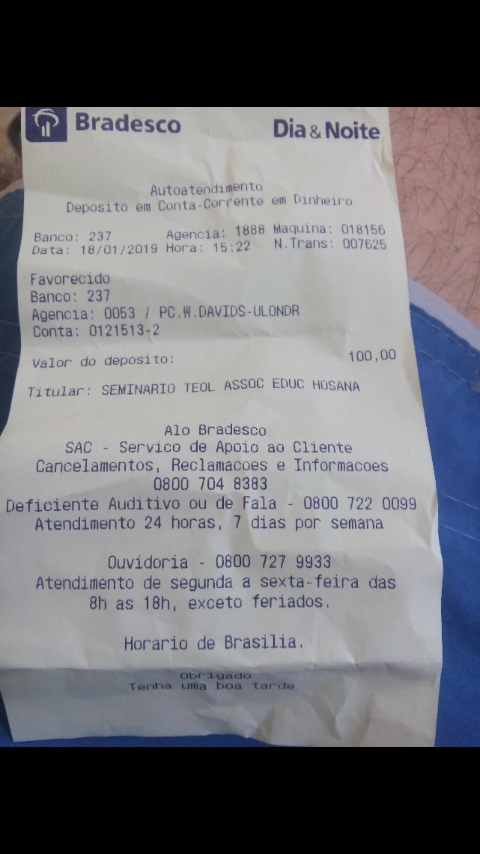 Bradesco Dia & Noite
Autoatendimento
Deposito em Conta-Corrente em Dinheiro
Banco: 237 Agencia: 1888 Maquina: 018156
Data: 18/01/2019 Hora: 15:22 N.Trans: 007625
Favorecido
Banco: 237
Agencia: 0053 / PC.W.DAVIDS-ULONDR
Conta: 0121513-2
Valor do deposito: 100,00
Titular: SEMINARIO TEOL ASSOC EDUC HOSANA
Alo Bradesco
SAC - Servico de Apoio ao Cliente
Cancelamentos, Reclamacoes e Informacoes
0800 704 8383
Deficiente Auditivo ou de Fala - 0800 722 0099
Atendimento 24 horas, 7 dias por semana
Ouvidoria - 0800 727 9933
Atendimento de segunda a sexta-feira das
8h as 18h, exceto feriados.
Horario de Brasilia.
Obrigado
Tenha uma boa tarde